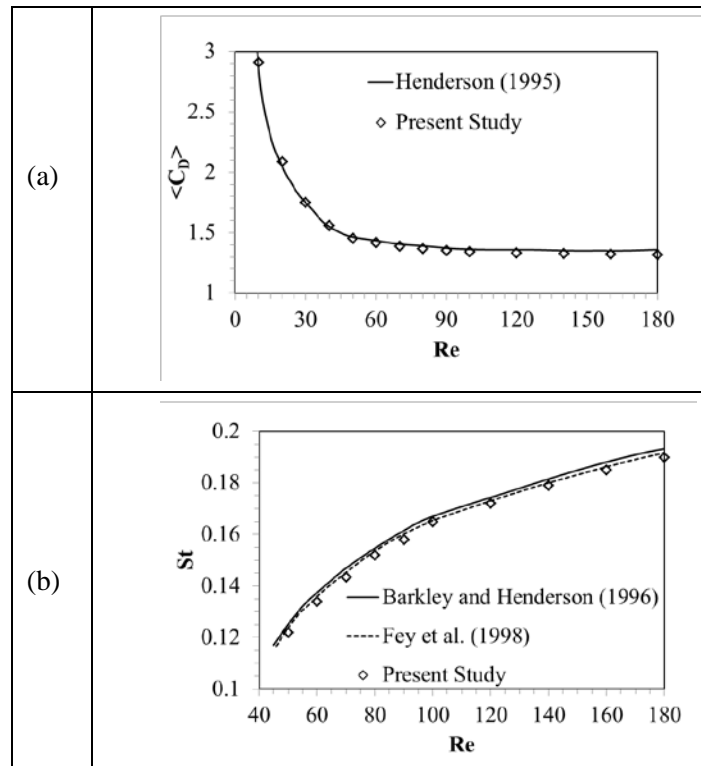 (a)
3
2.5
2
1.5
1
<C_D>
Henderson (1995)
Present Study
0 30 60 90 120 150 180
Re
(b)
0.2
0.18
0.16
0.14
0.12
0.1
St
Barkley and Henderson (1996)
Fey et al. (1998)
Present Study
40 60 80 100 120 140 160 180
Re